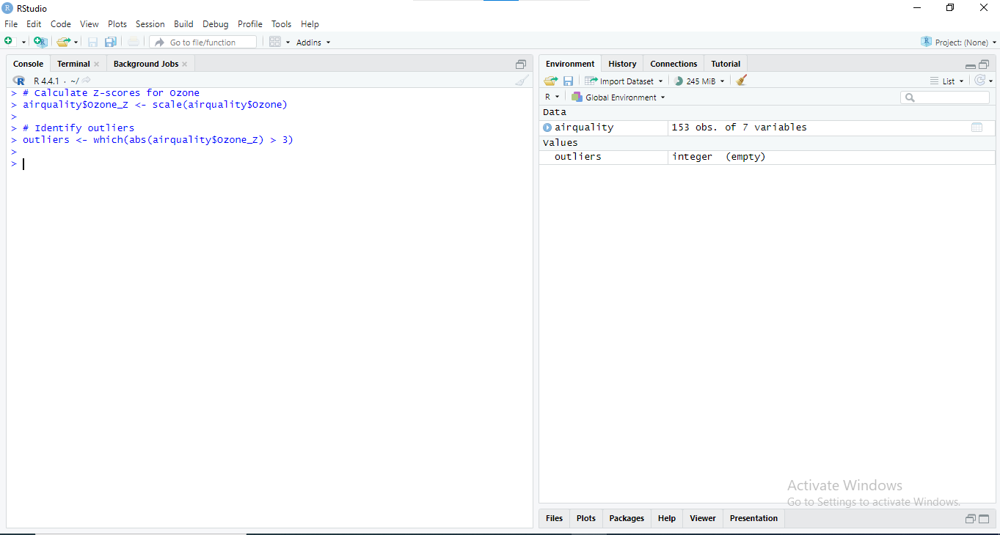 RStudio
File Edit Code View Plots Session Build Debug Profile Tools Help
Go to file/function Addins Project: (None)
Console Terminal Background Jobs
R 4.4.1 · ~/
> # Calculate Z-scores for Ozone
> airquality$Ozone_Z <- scale(airquality$Ozone)
>
> # Identify outliers
> outliers <- which(abs(airquality$Ozone_Z) > 3)
>
>
Environment History Connections Tutorial
Import Dataset 245 MiB List
R Global Environment
Data
airquality 153 obs. of 7 variables
Values
outliers integer (empty)
Activate Windows
Go to Settings to activate Windows.
Files Plots Packages Help Viewer Presentation